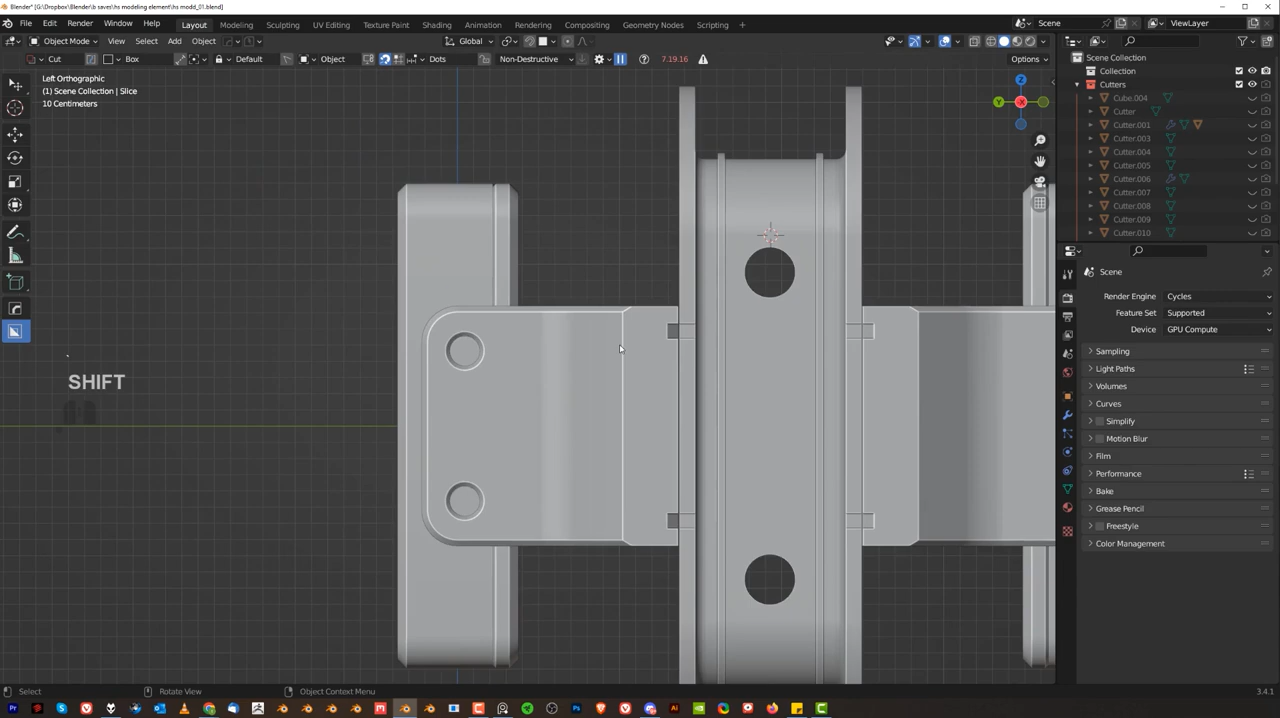 Blender* [G:\Dropbox\Blender\b saves\hs modeling element\hs modd_01.blend]
File Edit Render Window Help Layout Modeling Sculpting UV Editing Texture Paint Shading Animation Rendering Compositing Geometry Nodes Scripting Scene ViewLayer
Object Mode View Select Add Object Global
Cut Box Default Object Dots Non-Destructive 7.19.16 Options
Left Orthographic
(1) Scene Collection | Slice
10 Centimeters
SHIFT
Z
Y
X
Scene Collection
Collection
Cutters
Cube.004
Cutter
Cutter.001
Cutter.003
Cutter.004
Cutter.005
Cutter.006
Cutter.007
Cutter.008
Cutter.009
Cutter.010
Scene
Render Engine Cycles
Feature Set Supported
Device GPU Compute
Sampling
Light Paths
Volumes
Curves
Simplify
Motion Blur
Film
Performance
Bake
Grease Pencil
Freestyle
Color Management
Select Rotate View Object Context Menu 3.4.1